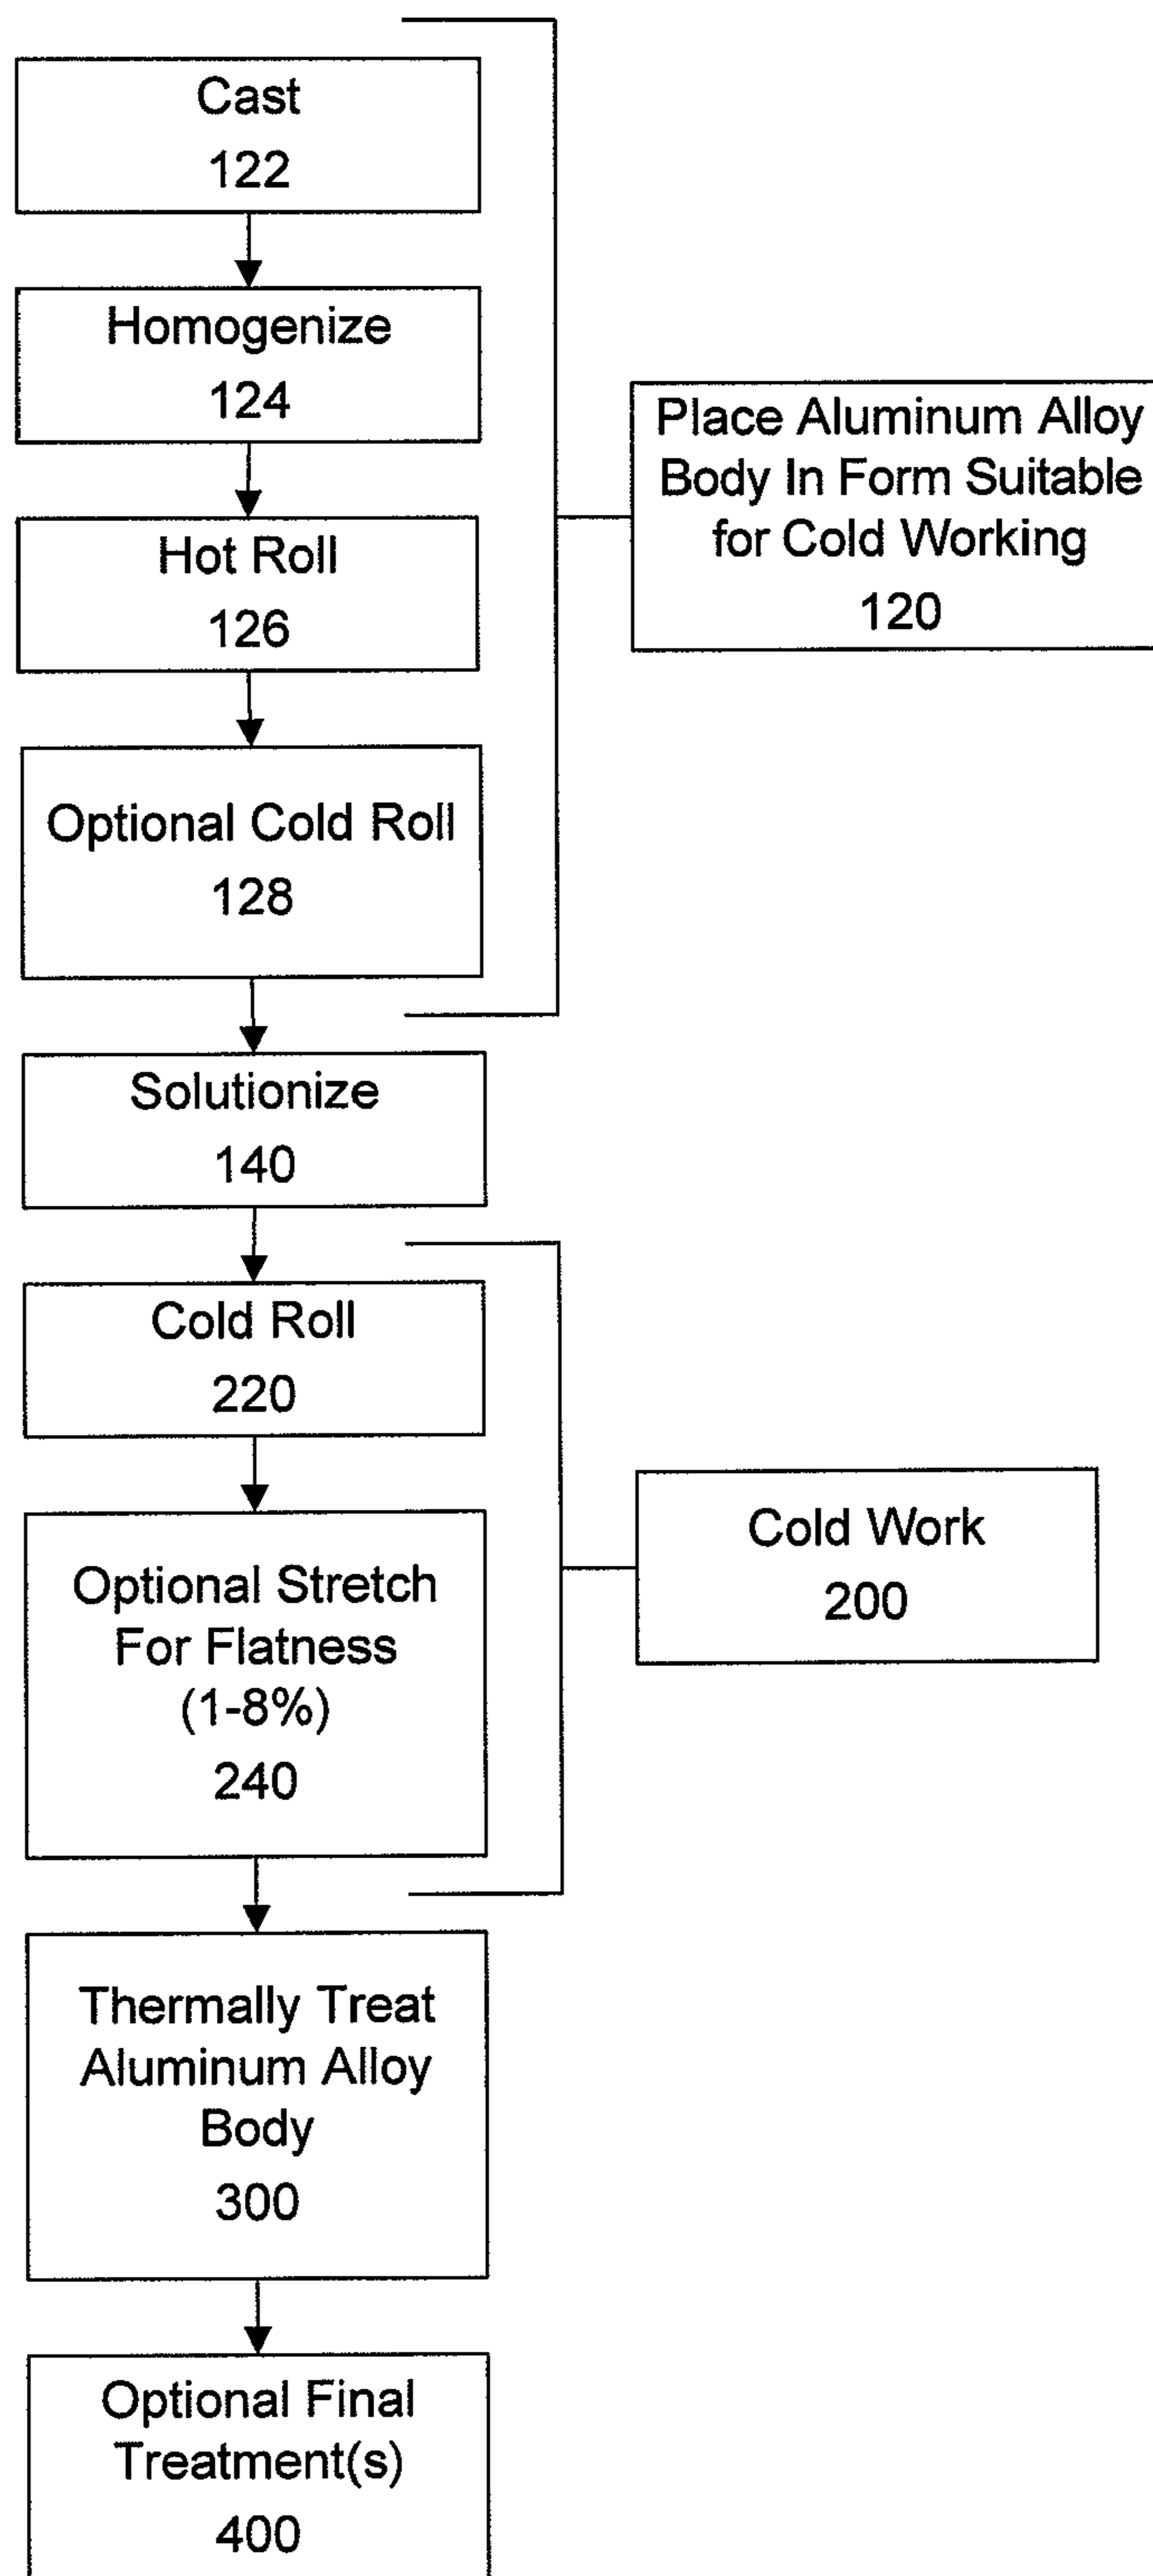 Cast
122
Homogenize
124
Hot Roll
126
Optional Cold Roll
128
Place Aluminum Alloy
Body In Form Suitable
for Cold Working
120
Solutionize
140
Cold Roll
220
Optional Stretch
For Flatness
(1-8%)
240
Cold Work
200
Thermally Treat
Aluminum Alloy
Body
300
Optional Final
Treatment(s)
400